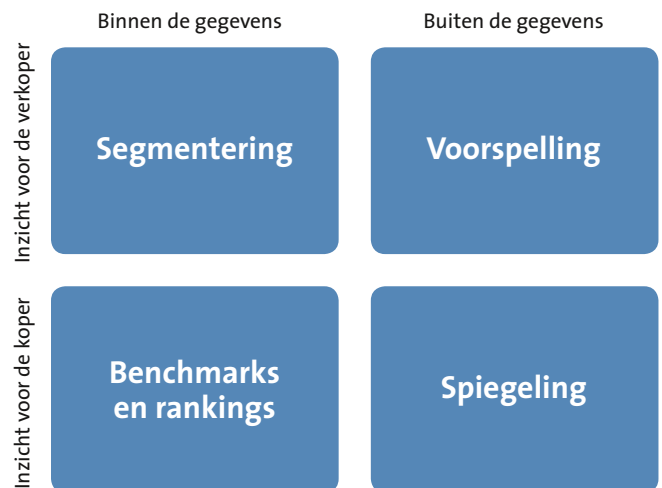 Binnen de gegevens
Buiten de gegevens
Inzicht voor de verkoper
Segmentering
Voorspelling
Inzicht voor de koper
Benchmarks
en rankings
Spiegeling